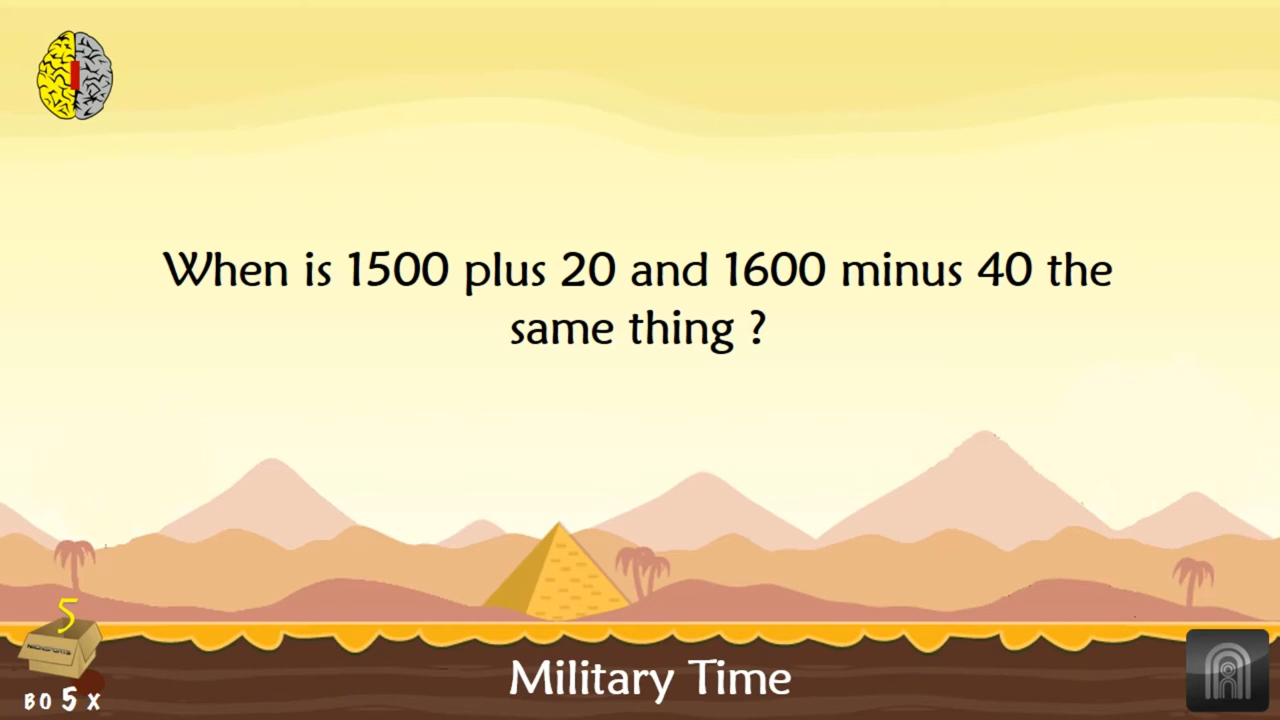 When is 1500 plus 20 and 1600 minus 40 the
same thing ?
5
BO 5 X
Military Time